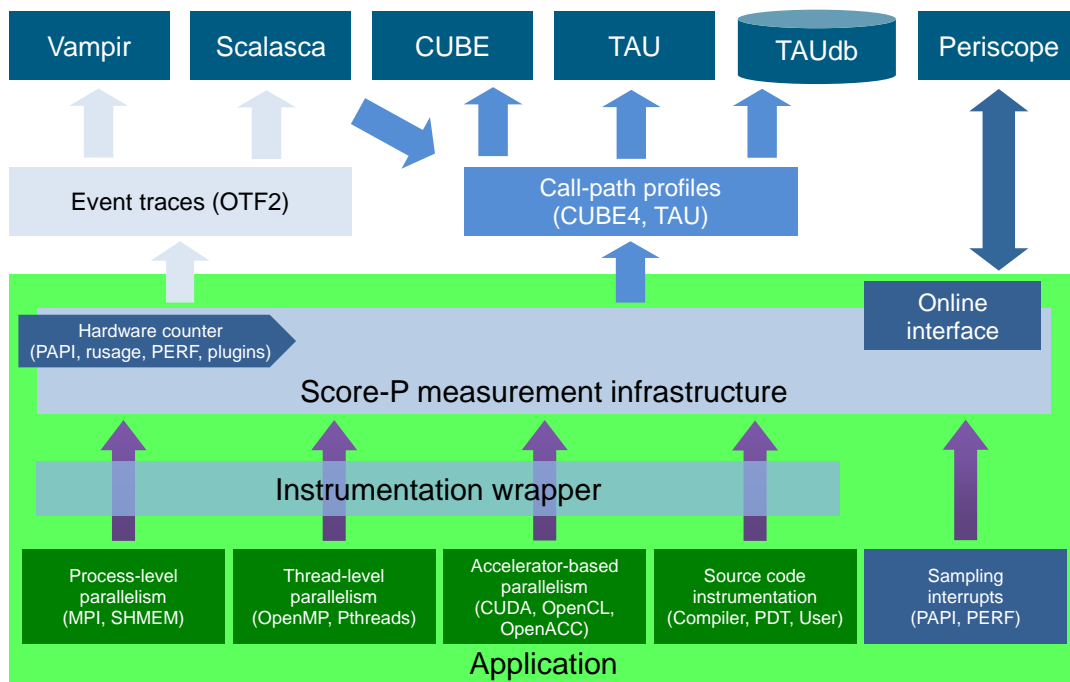 Vampir
Scalasca
CUBE
TAU
TAUdb
Periscope
Event traces (OTF2)
Call-path profiles
(CUBE4, TAU)
Online
interface
Hardware counter
(PAPI, rusage, PERF, plugins)
Score-P measurement infrastructure
Instrumentation wrapper
Process-level
parallelism
(MPI, SHMEM)
Thread-level
parallelism
(OpenMP, Pthreads)
Accelerator-based
parallelism
(CUDA, OpenCL,
OpenACC)
Source code
instrumentation
(Compiler, PDT, User)
Sampling
interrupts
(PAPI, PERF)
Application